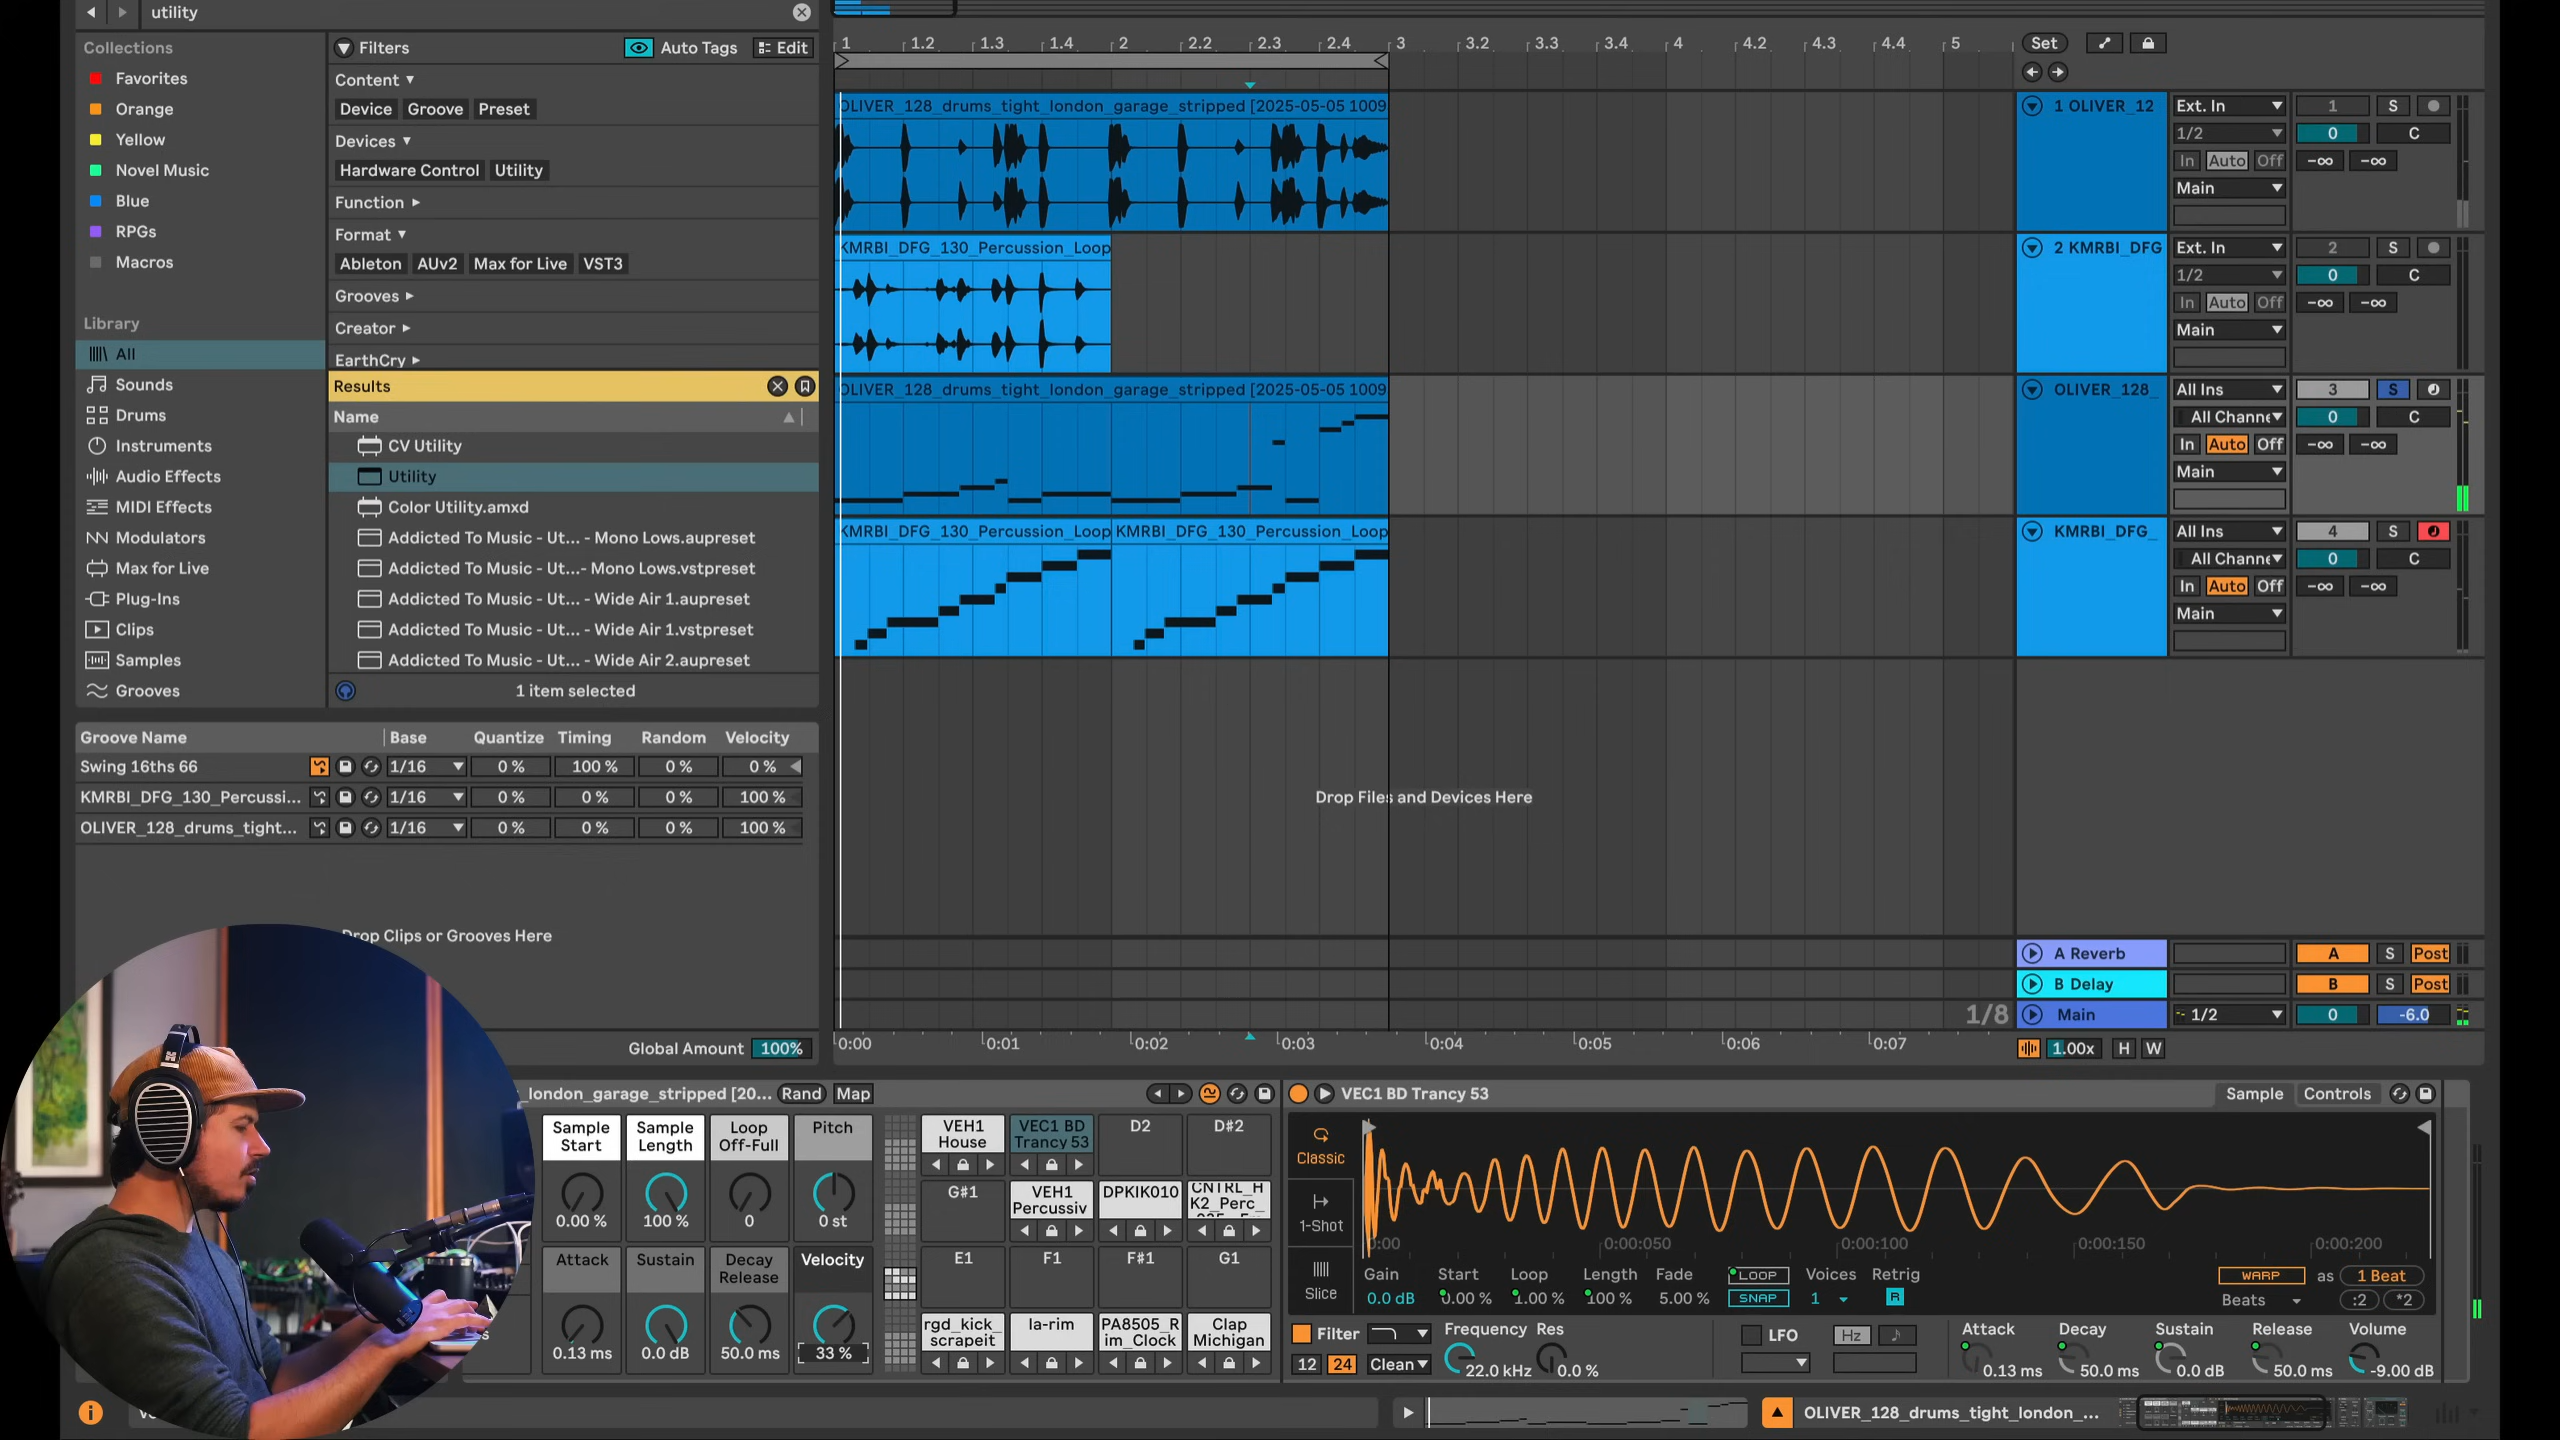 utility
Collections
Favorites
Orange
Yellow
Novel Music
Blue
RPGs
Macros
Library
All
Sounds
Drums
Instruments
Audio Effects
MIDI Effects
Modulators
Max for Live
Plug-Ins
Clips
Samples
Grooves
Filters
Auto Tags
Edit
Content
Device Groove Preset
Devices
Hardware Control Utility
Function
Format
Ableton AUv2 Max for Live VST3
Grooves
Creator
EarthCry
Results
Name
CV Utility
Utility
Color Utility.amxd
Addicted To Music - Ut... - Mono Lows.aupreset
Addicted To Music - Ut...- Mono Lows.vstpreset
Addicted To Music - Ut... - Wide Air 1.aupreset
Addicted To Music - Ut... - Wide Air 1.vstpreset
Addicted To Music - Ut... - Wide Air 2.aupreset
1 item selected
Groove Name Base Quantize Timing Random Velocity
Swing 16ths 66 1/16 0 % 100 % 0 % 0 %
KMRBI_DFG_130_Percussi... 1/16 0 % 0 % 0 % 100 %
OLIVER_128_drums_tight... 1/16 0 % 0 % 0 % 100 %
Drop Clips or Grooves Here
Global Amount 100%
1 1.2 1.3 1.4 2 2.2 2.3 2.4 3 3.2 3.3 3.4 4 4.2 4.3 4.4 5
Set
OLIVER_128_drums_tight_london_garage_stripped [2025-05-05 1009
KMRBI_DFG_130_Percussion_Loop
OLIVER_128_drums_tight_london_garage_stripped [2025-05-05 1009
KMRBI_DFG_130_Percussion_Loop KMRBI_DFG_130_Percussion_Loop
Drop Files and Devices Here
1/8
0:00 0:01 0:02 0:03 0:04 0:05 0:06 0:07
1 OLIVER_12 Ext. In 1 S
1/2 0 C
In Auto Off -∞ -∞
Main
2 KMRBI_DFG Ext. In 2 S
1/2 0 C
In Auto Off -∞ -∞
Main
OLIVER_128_ All Ins 3 S
All Channe 0 C
In Auto Off -∞ -∞
Main
KMRBI_DFG_ All Ins 4 S
All Channe 0 C
In Auto Off -∞ -∞
Main
A Reverb A S Post
B Delay B S Post
Main 1/2 0 -6.0
1.00x H W
_london_garage_stripped [20... Rand Map
Sample Start Sample Length Loop Off-Full Pitch
0.00 % 100 % 0 0 st
Attack Sustain Decay Release Velocity
0.13 ms 0.0 dB 50.0 ms 33 %
VEH1 House VEC1 BD Trancy 53 D2 D#2
G#1 VEH1 Percussiv DPKIK010 CNTRL_H K2_Perc_
E1 F1 F#1 G1
rgd_kick_ scrapeit la-rim PA8505_R im_Clock Clap Michigan
VEC1 BD Trancy 53 Sample Controls
Classic
1-Shot
Slice
0:00 0:00:050 0:00:100 0:00:150 0:00:200
Gain Start Loop Length Fade LOOP Voices Retrig WARP as 1 Beat
0.0 dB 0.00 % 1.00 % 100 % 5.00 % SNAP 1 R Beats :2 *2
Filter Frequency Res LFO Hz Attack Decay Sustain Release Volume
12 24 Clean 22.0 kHz 0.0 % 0.13 ms 50.0 ms 0.0 dB 50.0 ms -9.00 dB
OLIVER_128_drums_tight_london_...